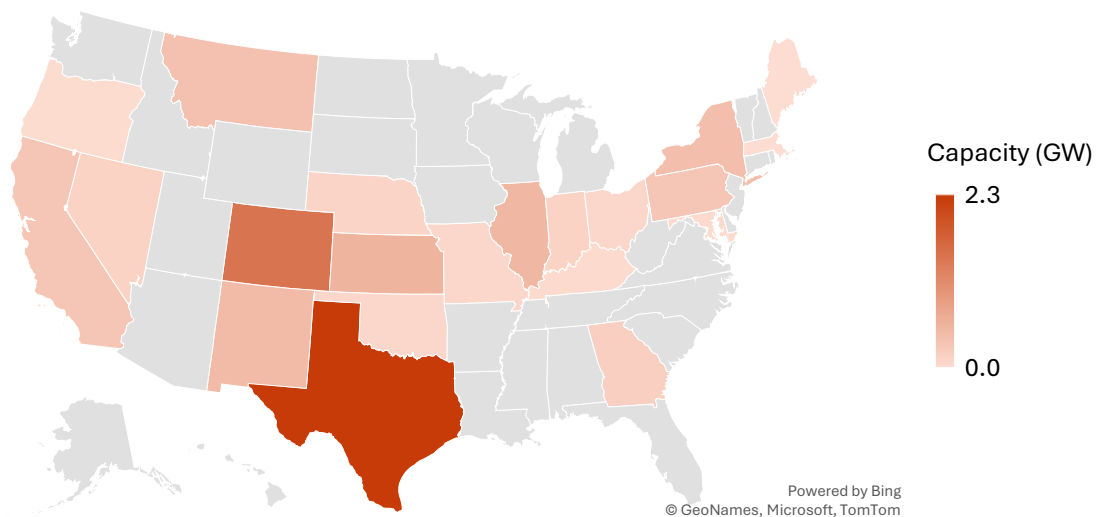 Capacity (GW)
2.3
0.0
Powered by Bing
© GeoNames, Microsoft, TomTom